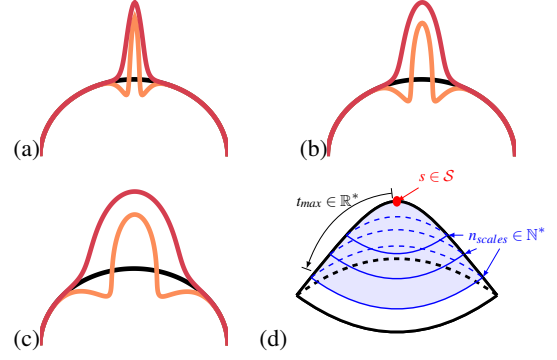 (a)
(b)
(c)
(d)
s ∈ 𝒮
t_max ∈ ℝ*
n_scales ∈ ℕ*